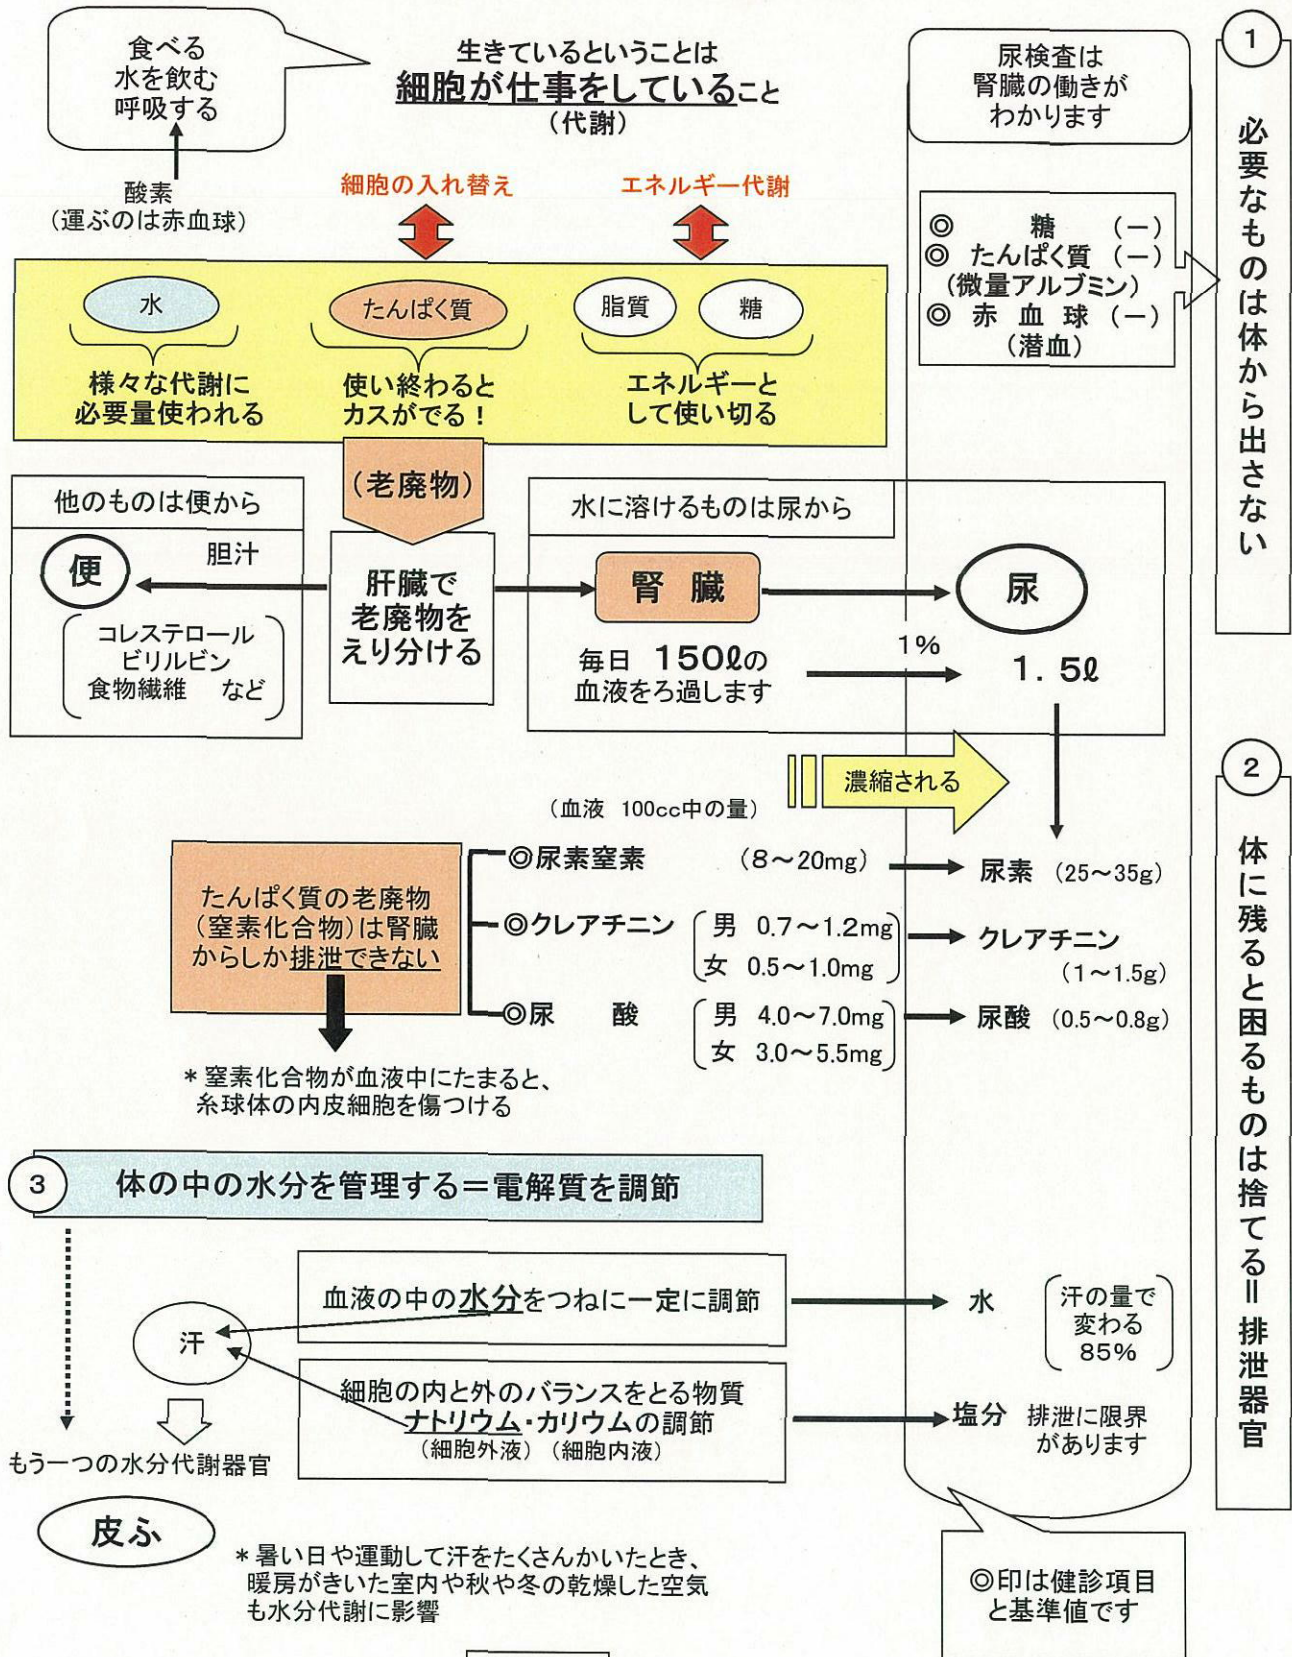 食べる
水を飲む
呼吸する
生きているということは
細胞が仕事をしていること
(代謝)
尿検査は
腎臓の働きが
わかります
1
必要なものは体から出さない
酸素
(運ぶのは赤血球)
細胞の入れ替え
エネルギー代謝
◎ 糖 (-)
◎ たんぱく質 (-)
(微量アルブミン)
◎ 赤血球 (-)
(潜血)
水
たんぱく質
脂質
糖
様々な代謝に
必要量使われる
使い終わると
カスがでる!
エネルギーと
して使い切る
(老廃物)
他のものは便から
便
胆汁
コレステロール
ビリルビン
食物繊維 など
肝臓で
老廃物を
えり分ける
水に溶けるものは尿から
腎臓
尿
毎日 150ℓの
血液をろ過します
1%
1.5ℓ
濃縮される
2
体に残ると困るものは捨てる=排泄器官
(血液 100cc中の量)
たんぱく質の老廃物
(窒素化合物)は腎臓
からしか排泄できない
◎尿素窒素 (8~20mg)
尿素 (25~35g)
◎クレアチニン
男 0.7~1.2mg
女 0.5~1.0mg
クレアチニン
(1~1.5g)
◎尿酸
男 4.0~7.0mg
女 3.0~5.5mg
尿酸 (0.5~0.8g)
*窒素化合物が血液中にたまると、
糸球体の内皮細胞を傷つける
3
体の中の水分を管理する=電解質を調節
血液の中の水分をつねに一定に調節
水
汗の量で
変わる
85%
汗
細胞の内と外のバランスをとる物質
ナトリウム・カリウムの調節
(細胞外液) (細胞内液)
塩分
排泄に限界
があります
もう一つの水分代謝器官
皮ふ
*暑い日や運動して汗をたくさんかいたとき、
暖房がきいた室内や秋や冬の乾燥した空気
も水分代謝に影響
◎印は健診項目
と基準値です